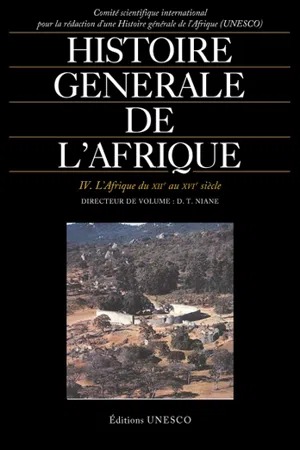 Comité scientifique international
pour la rédaction d'une Histoire générale de l'Afrique (UNESCO)
HISTOIRE
GENERALE
DE
L'AFRIQUE
IV. L'Afrique du XIIe au XVIe siècle
DIRECTEUR DE VOLUME : D. T. NIANE
Éditions UNESCO